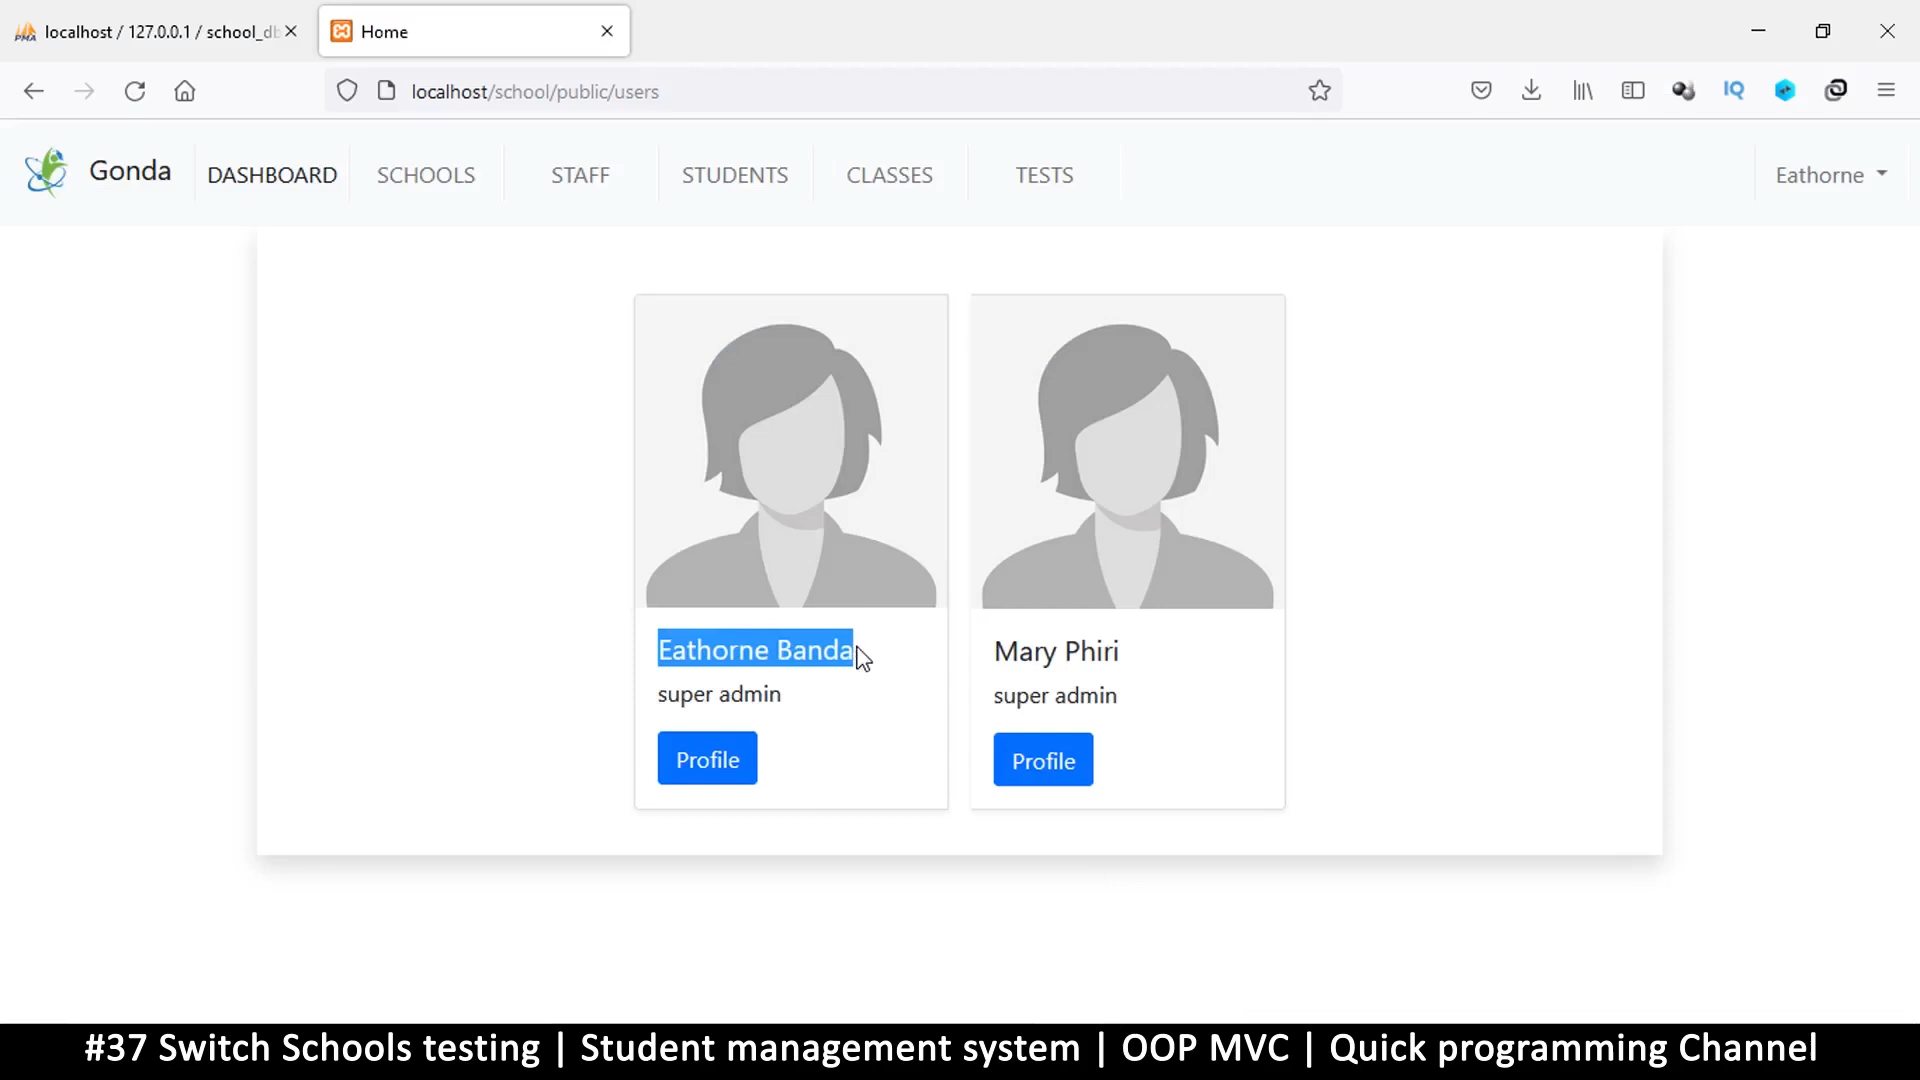 localhost / 127.0.0.1 / school_db
Home
localhost/school/public/users
IQ
Gonda
DASHBOARD
SCHOOLS
STAFF
STUDENTS
CLASSES
TESTS
Eathorne
Eathorne Banda
super admin
Profile
Mary Phiri
super admin
Profile
#37 Switch Schools testing | Student management system | OOP MVC | Quick programming Channel